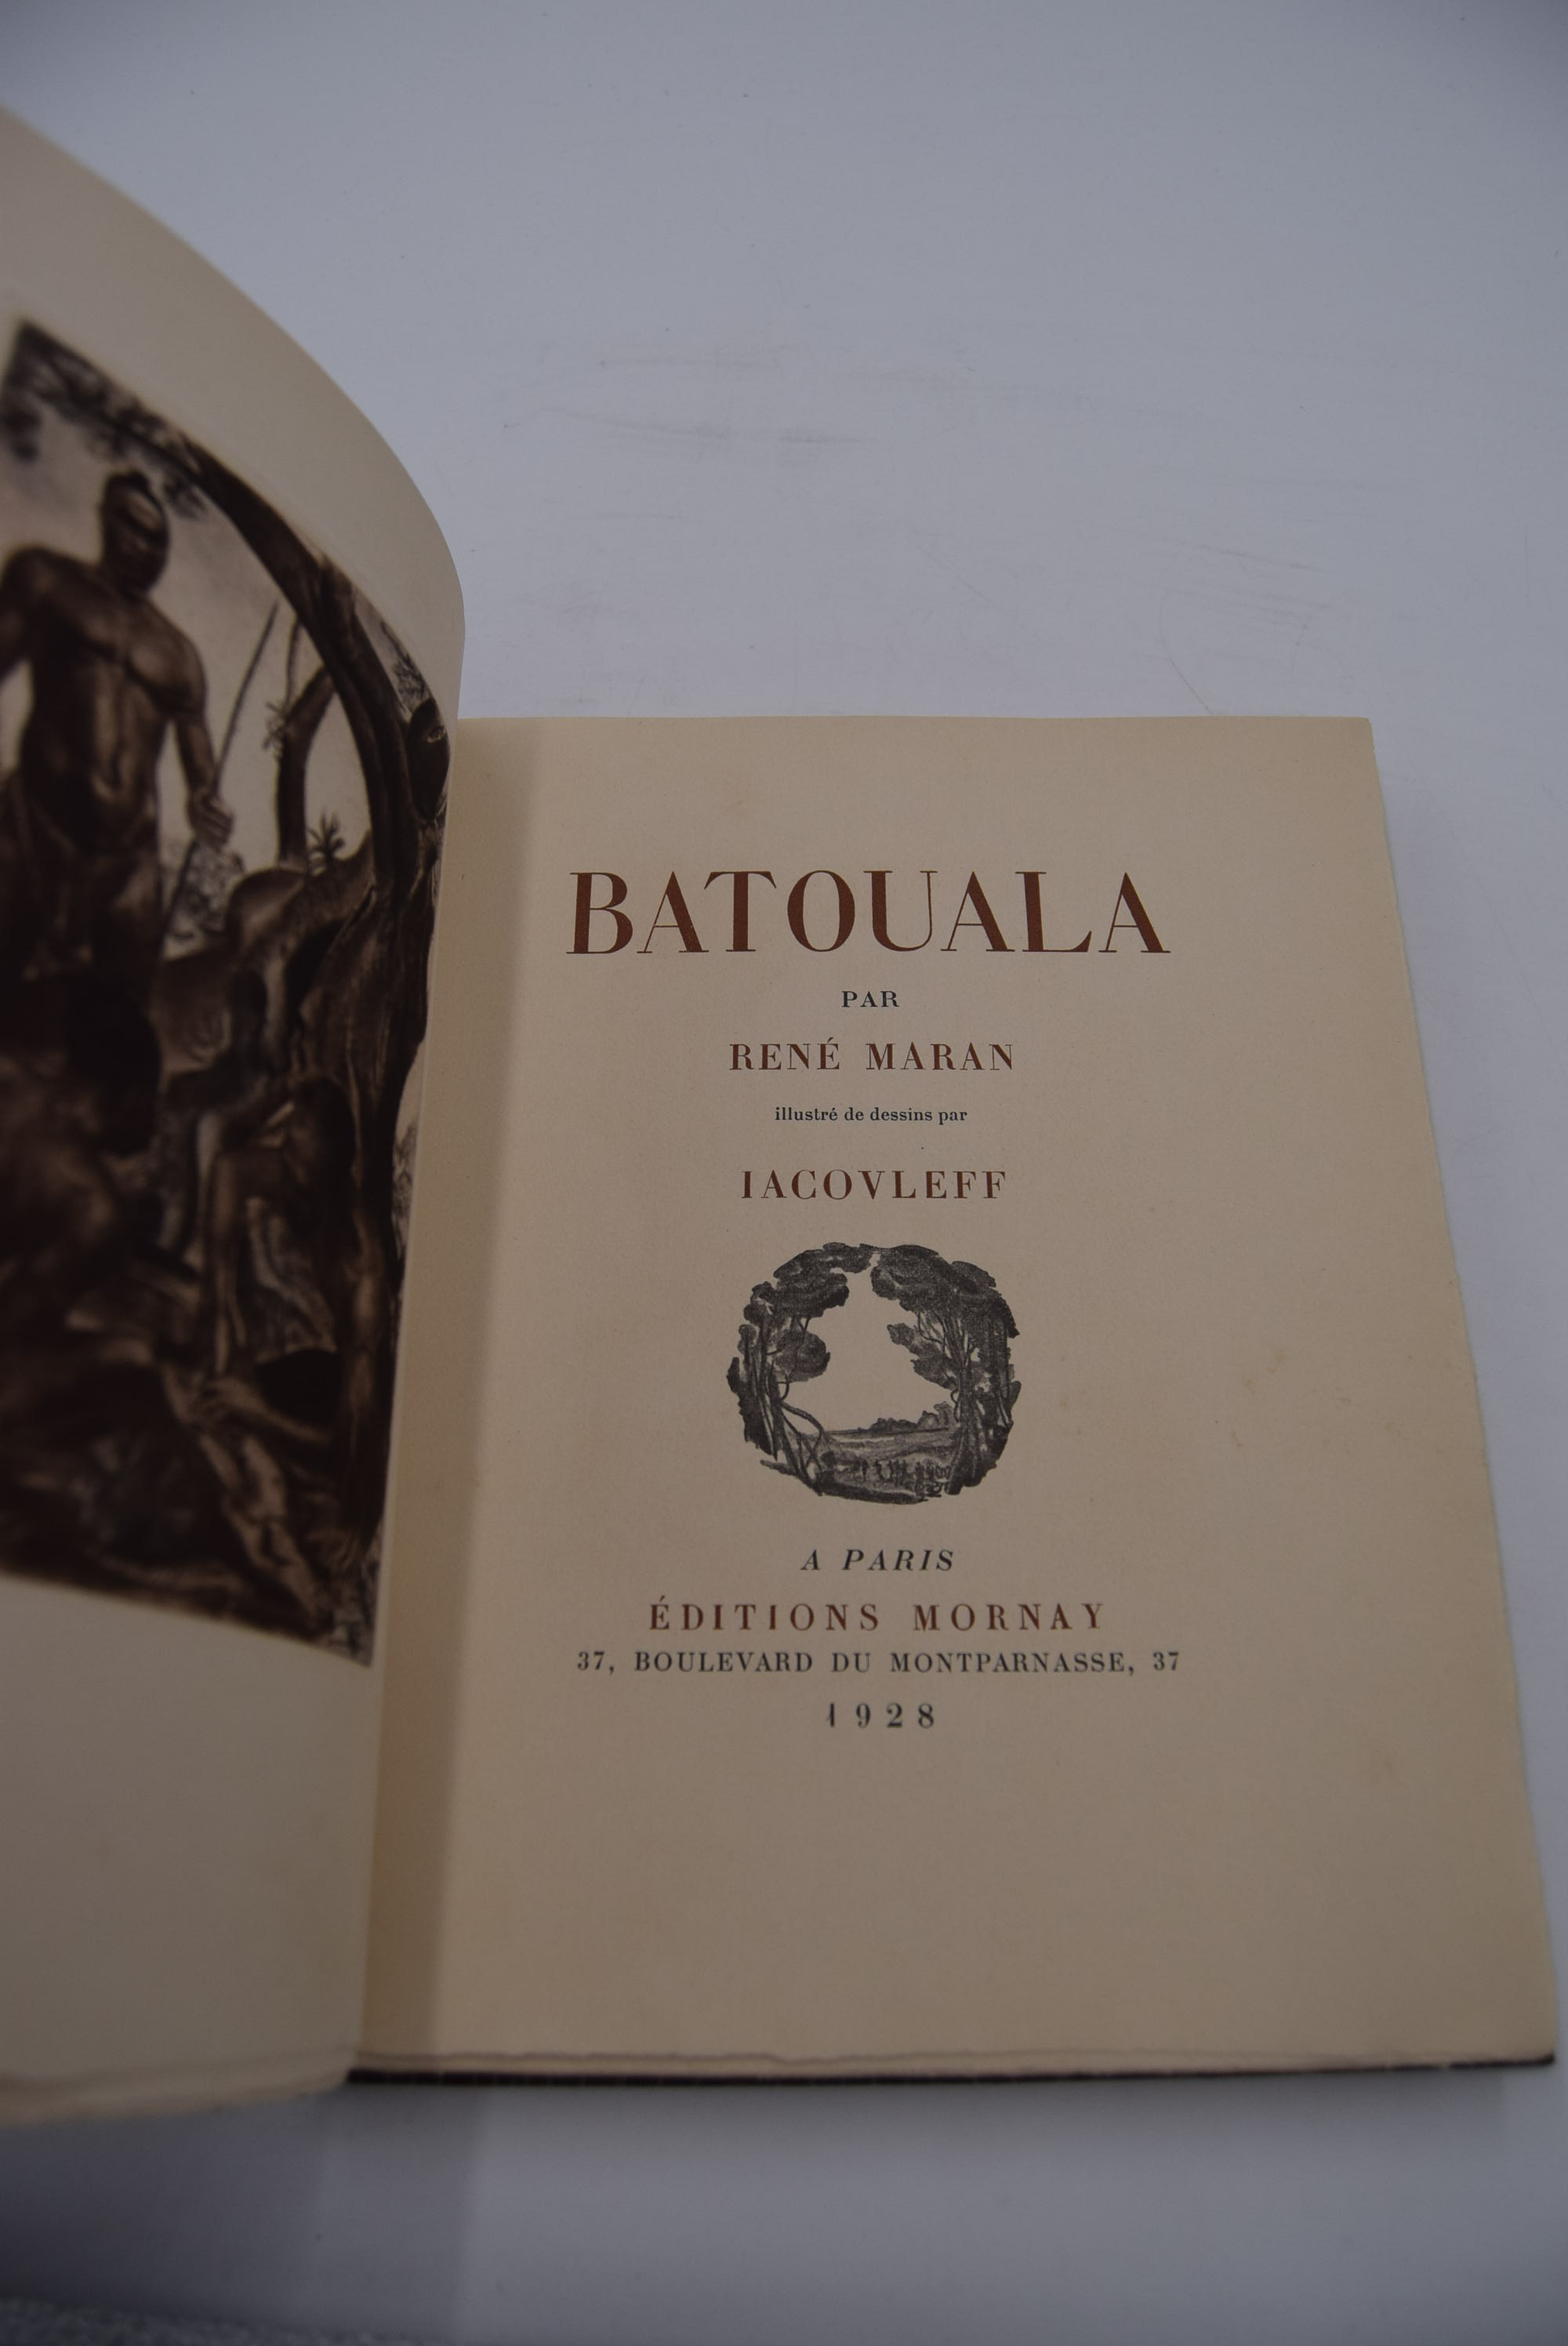 BATOUALA
PAR
RENÉ MARAN
illustré de dessins par
IACOVLEFF
A PARIS
ÉDITIONS MORNAY
37, BOULEVARD DU MONTPARNASSE, 37
1928